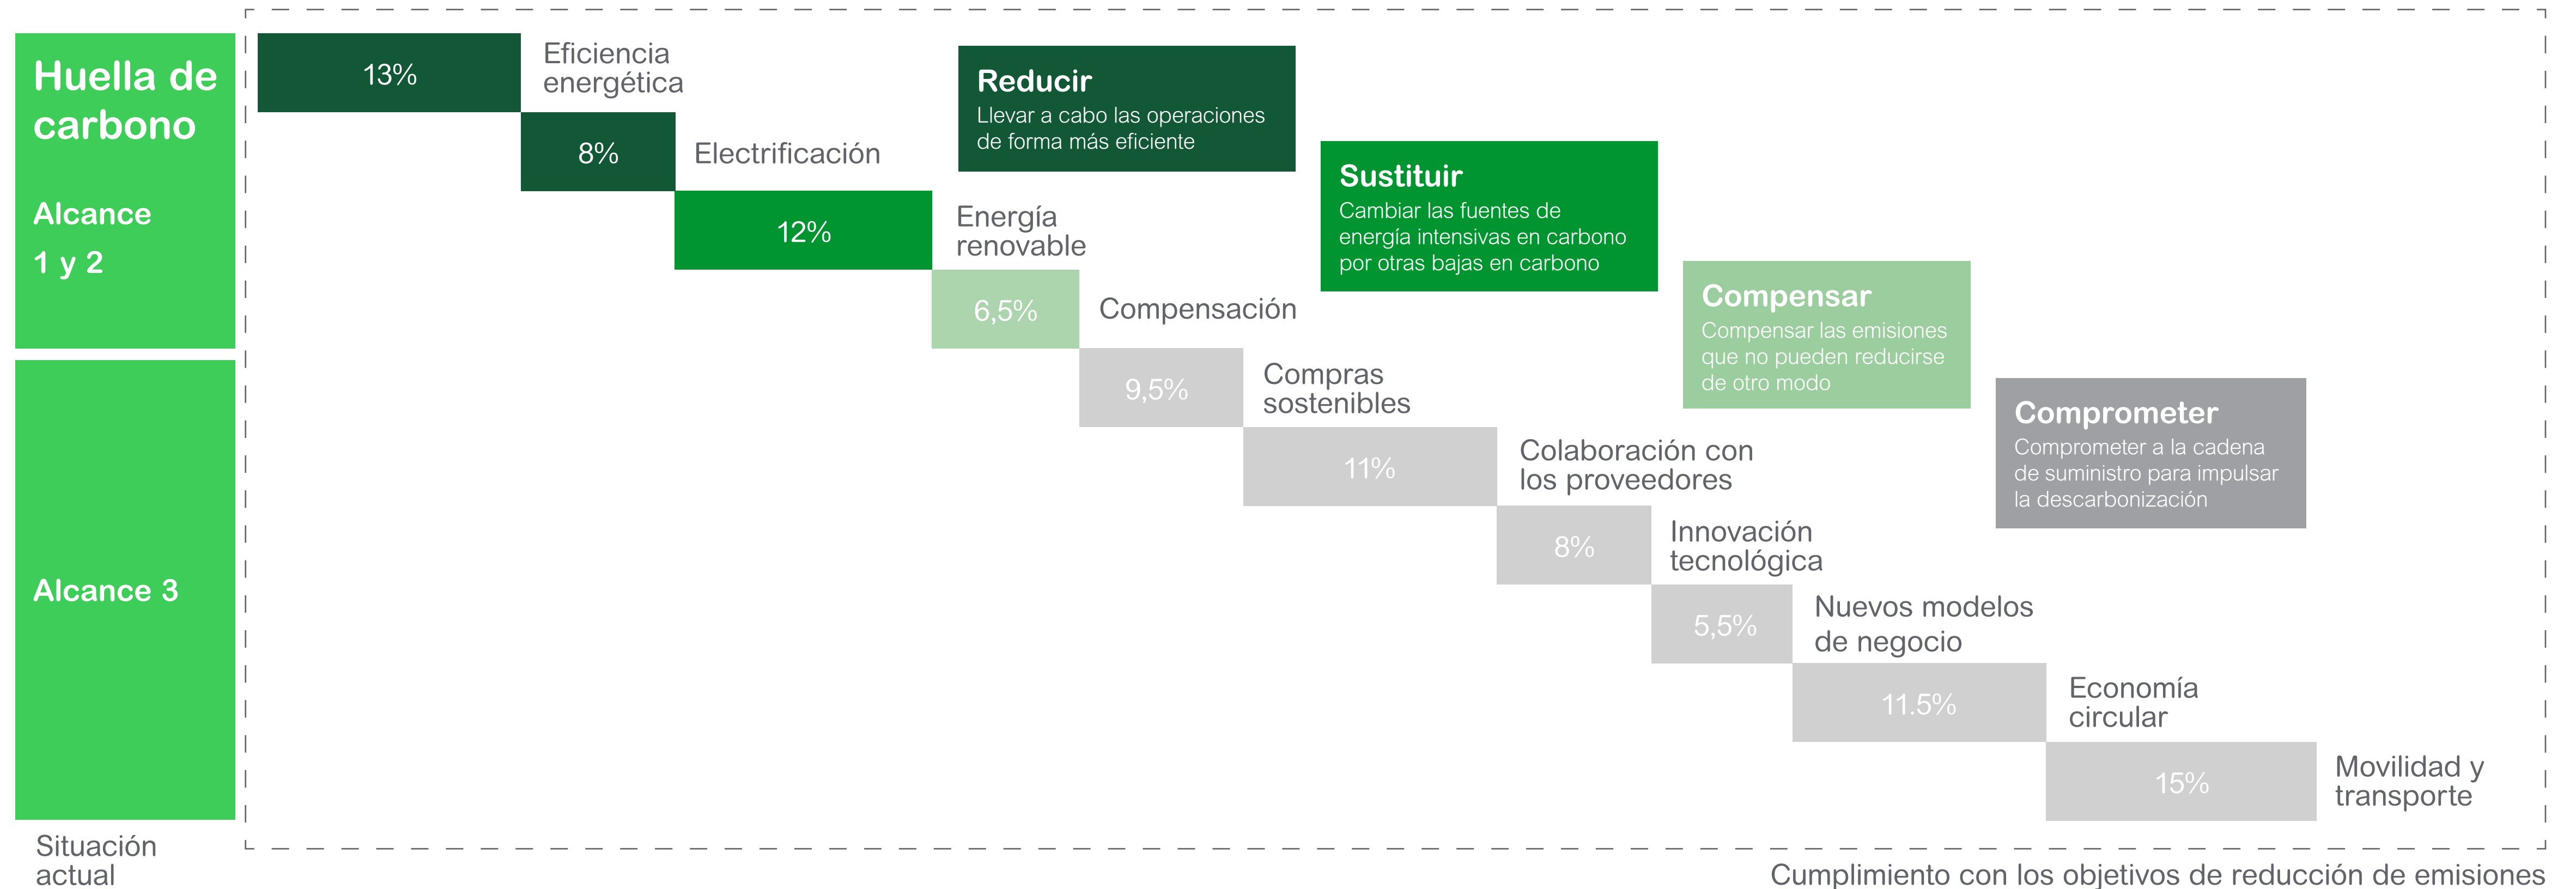 Huella de
carbono
Alcance
1 y 2
Alcance 3
Situación
actual
13%
Eficiencia
energética
8%
Electrificación
12%
Energía
renovable
6,5%
Compensación
9,5%
Compras
sostenibles
11%
Colaboración con
los proveedores
8%
Innovación
tecnológica
5,5%
Nuevos modelos
de negocio
11.5%
Economía
circular
15%
Movilidad y
transporte
Reducir
Llevar a cabo las operaciones
de forma más eficiente
Sustituir
Cambiar las fuentes de
energía intensivas en carbono
por otras bajas en carbono
Compensar
Compensar las emisiones
que no pueden reducirse
de otro modo
Comprometer
Comprometer a la cadena
de suministro para impulsar
la descarbonización
Cumplimiento con los objetivos de reducción de emisiones